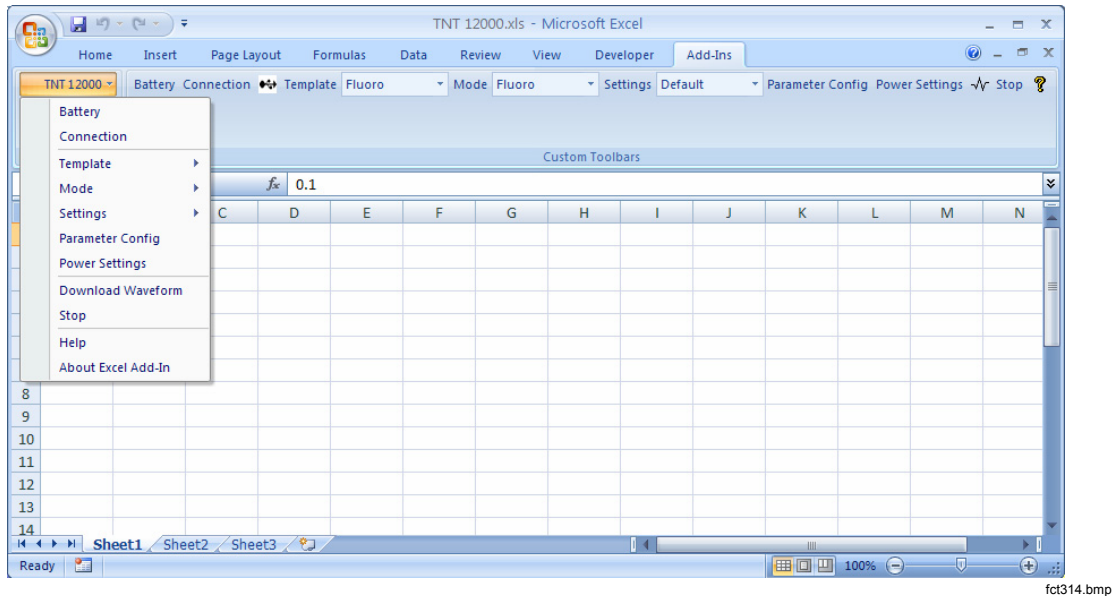 TNT 12000.xls - Microsoft Excel
Home Insert Page Layout Formulas Data Review View Developer Add-Ins
TNT 12000 Battery Connection Template Fluoro Mode Fluoro Settings Default Parameter Config Power Settings Stop
Custom Toolbars
Battery
Connection
Template
Mode
Settings
Parameter Config
Power Settings
Download Waveform
Stop
Help
About Excel Add-In
fx 0.1
C D E F G H I J K L M N
8
9
10
11
12
13
14
Sheet1 Sheet2 Sheet3
Ready 100%
fct314.bmp